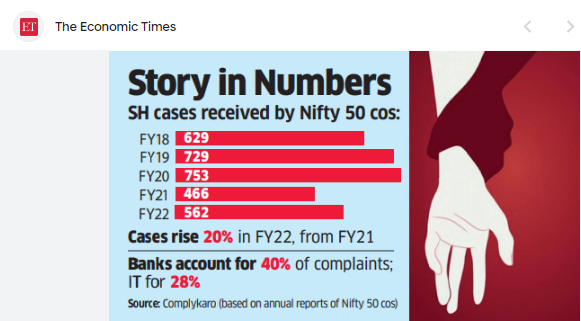 ET
The Economic Times
Story in Numbers
SH cases received by Nifty 50 cos:
FY18 629
FY19 729
FY20 753
FY21 466
FY22 562
Cases rise 20% in FY22, from FY21
Banks account for 40% of complaints;
IT for 28%
Source: Complykaro (based on annual reports of Nifty 50 cos)